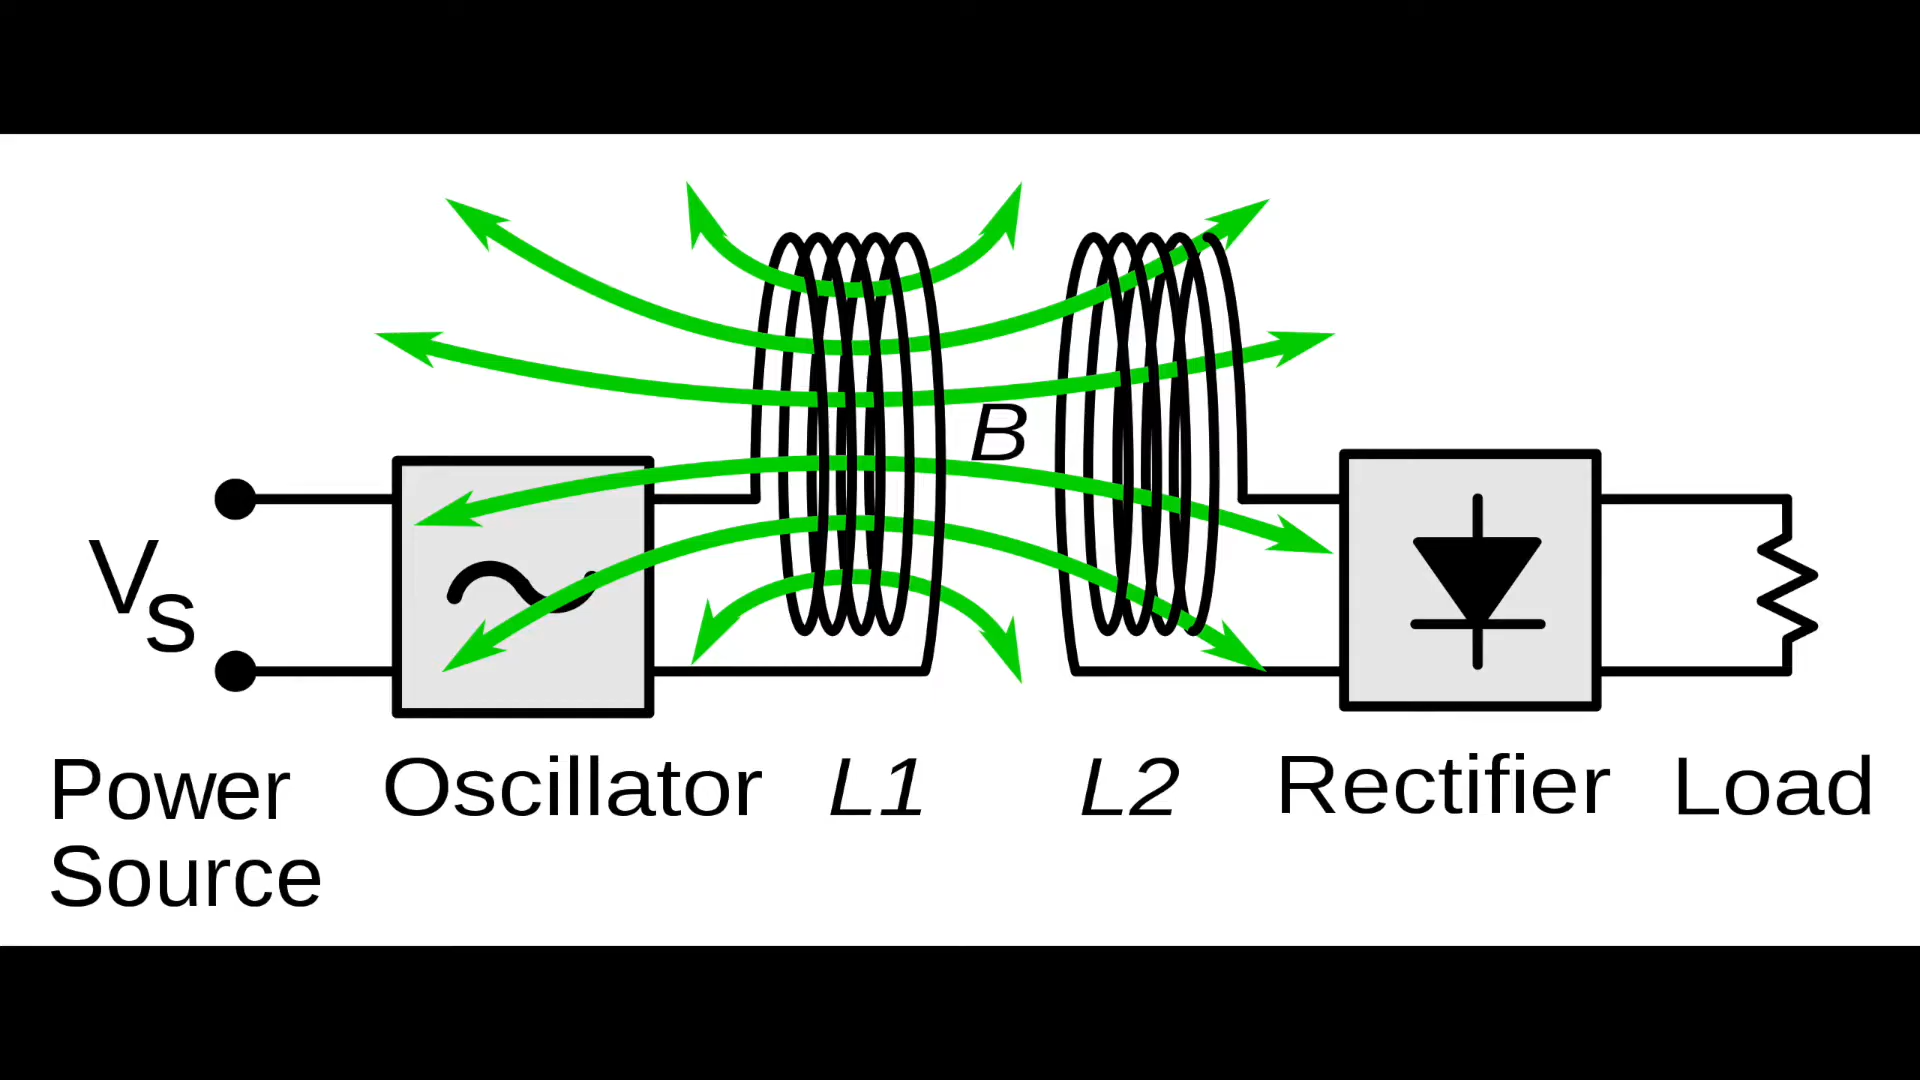 B
Vs
Power Source
Oscillator
L1
L2
Rectifier
Load